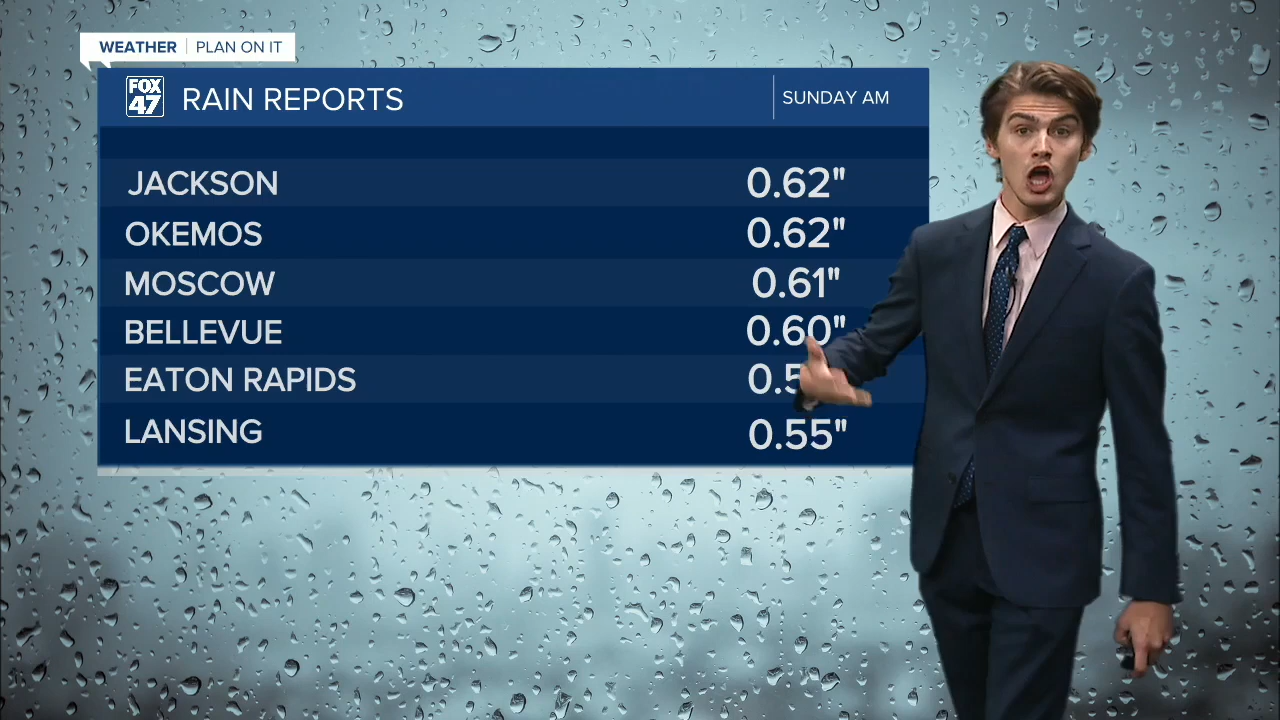 WEATHER | PLAN ON IT
FOX 47 RAIN REPORTS SUNDAY AM
JACKSON 0.62"
OKEMOS 0.62"
MOSCOW 0.61"
BELLEVUE 0.60"
EATON RAPIDS
LANSING 0.55"